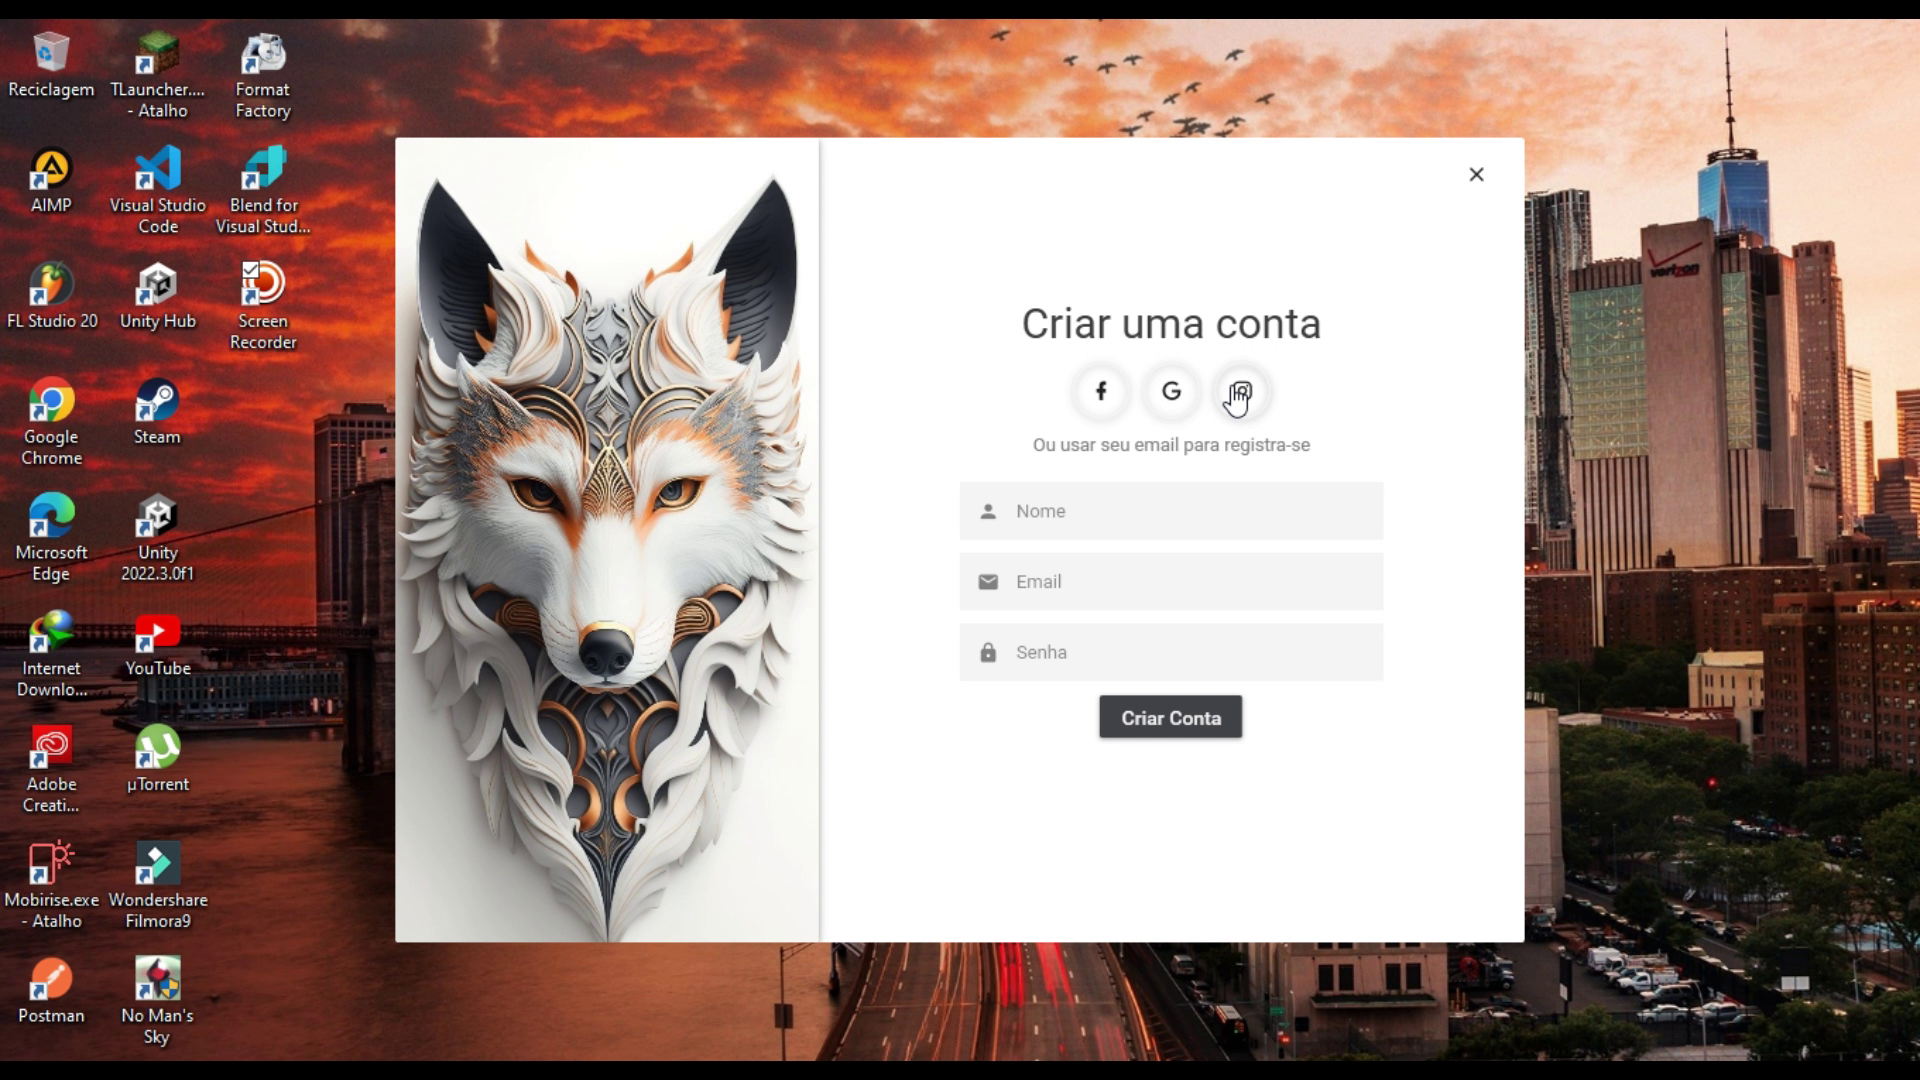 Reciclagem
TLauncher....
- Atalho
Format
Factory
AIMP
Visual Studio
Code
Blend for
Visual Stud...
FL Studio 20
Unity Hub
Screen
Recorder
Google
Chrome
Steam
Microsoft
Edge
Unity
2022.3.0f1
Internet
Downlo...
YouTube
Adobe
Creati...
µTorrent
Mobirise.exe
- Atalho
Wondershare
Filmora9
Postman
No Man's
Sky
Criar uma conta
f
G
Ou usar seu email para registra-se
Nome
Email
Senha
Criar Conta
verizon